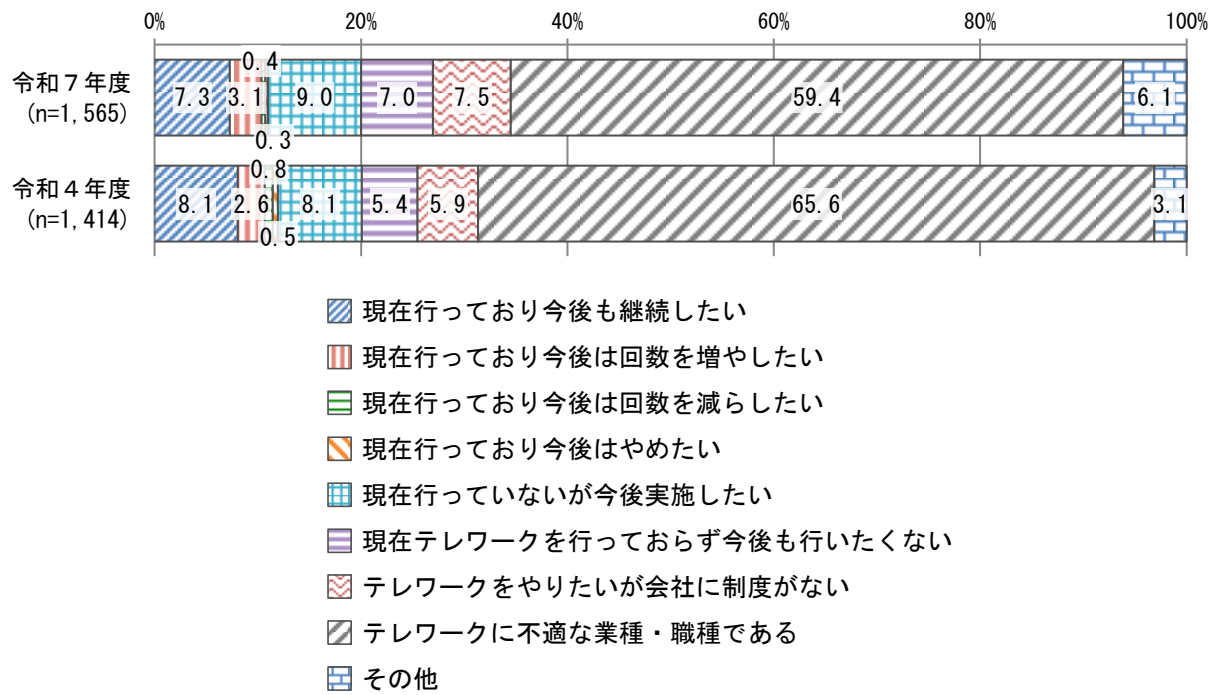 0% 20% 40% 60% 80% 100%
令和７年度
(n=1,565)
7.3 3.1 0.4 0.3 9.0 7.0 7.5 59.4 6.1
令和４年度
(n=1,414)
8.1 2.6 0.8 0.5 8.1 5.4 5.9 65.6 3.1
現在行っており今後も継続したい
現在行っており今後は回数を増やしたい
現在行っており今後は回数を減らしたい
現在行っており今後はやめたい
現在行っていないが今後実施したい
現在テレワークを行っておらず今後も行いたくない
テレワークをやりたいが会社に制度がない
テレワークに不適な業種・職種である
その他